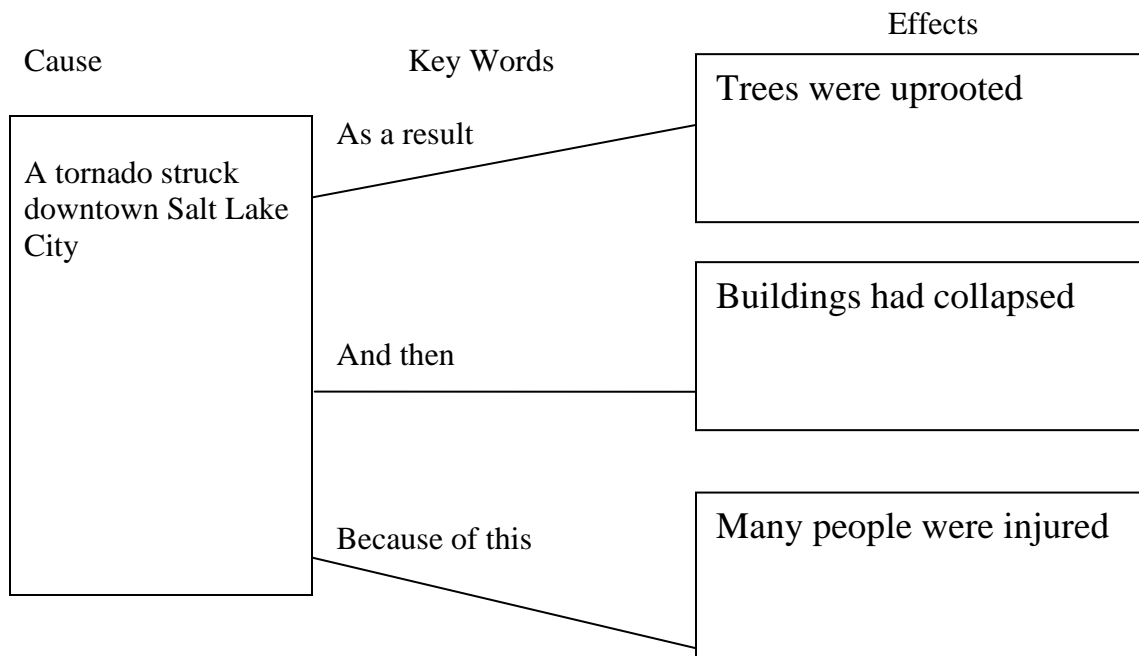 Effects
Cause
Key Words
Trees were uprooted
As a result
A tornado struck
downtown Salt Lake
City
Buildings had collapsed
And then
Many people were injured
Because of this